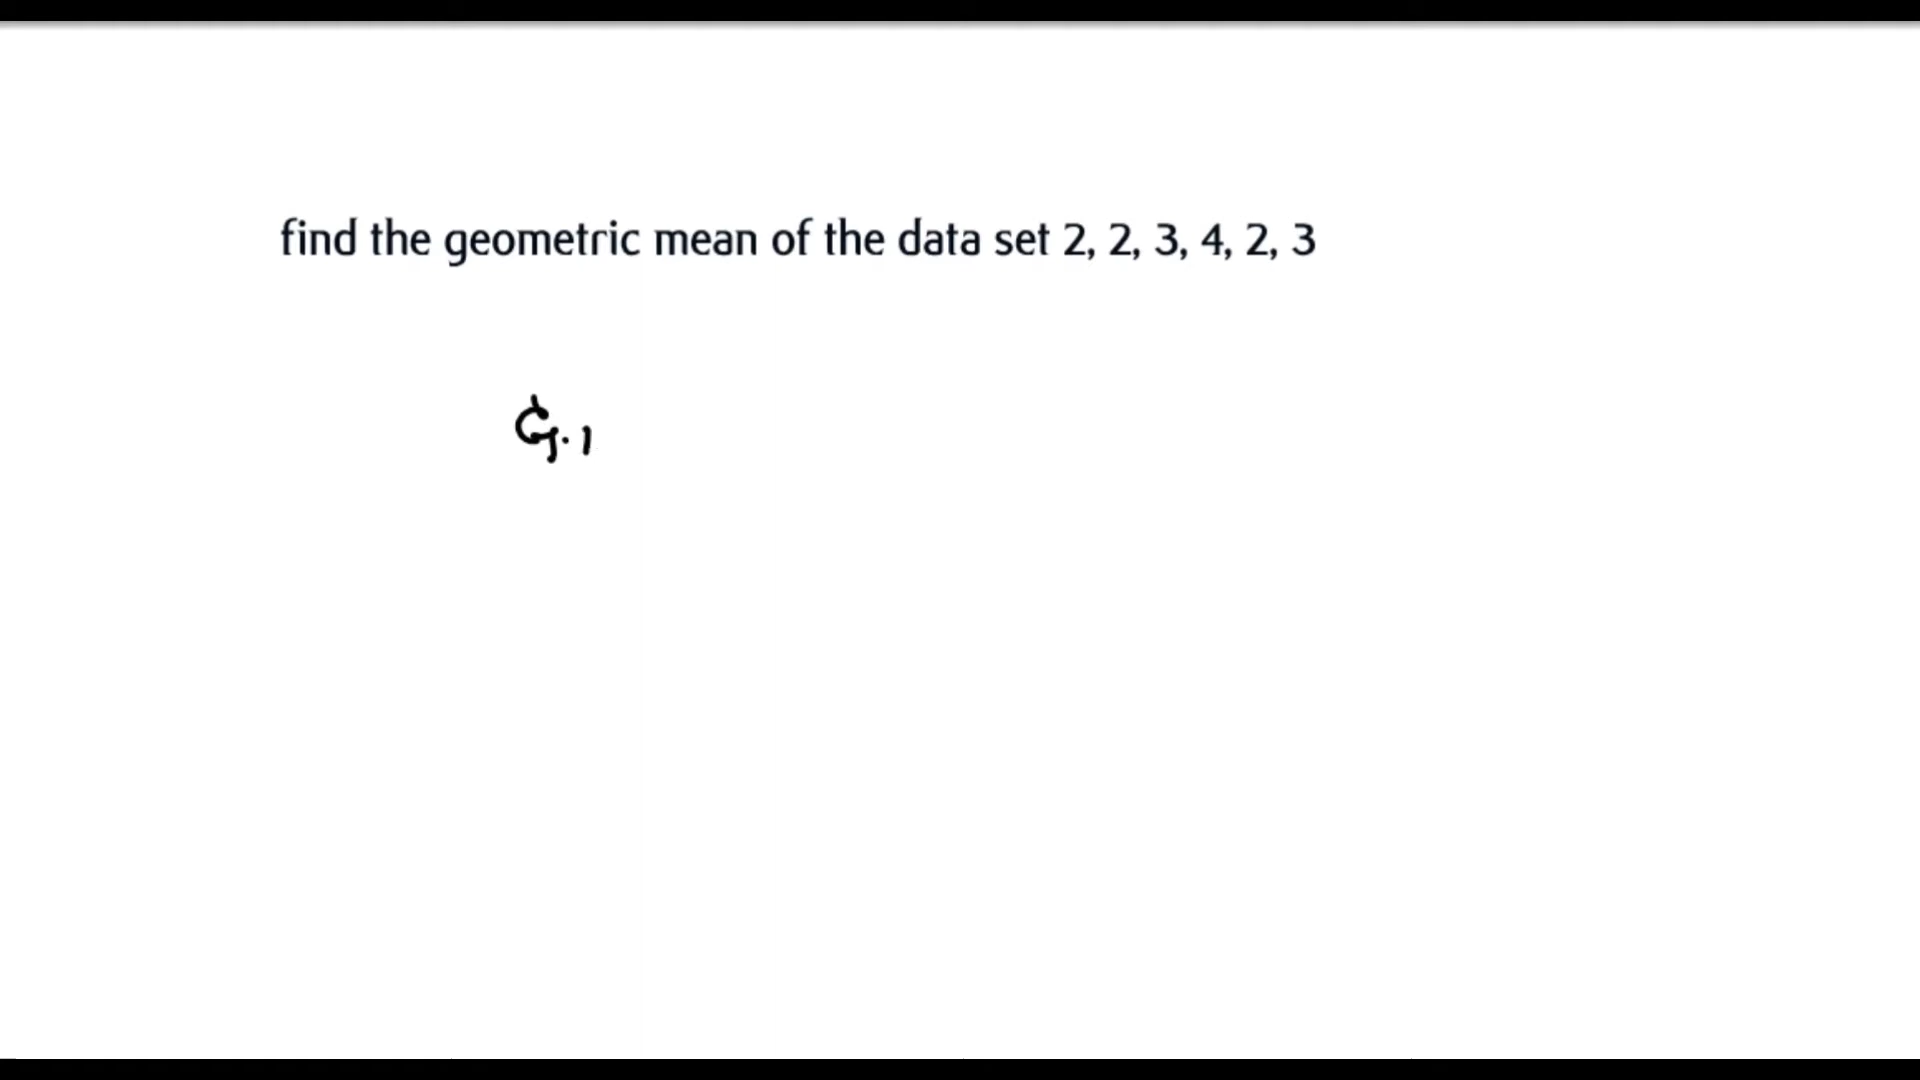 find the geometric mean of the data set 2, 2, 3, 4, 2, 3
G.1